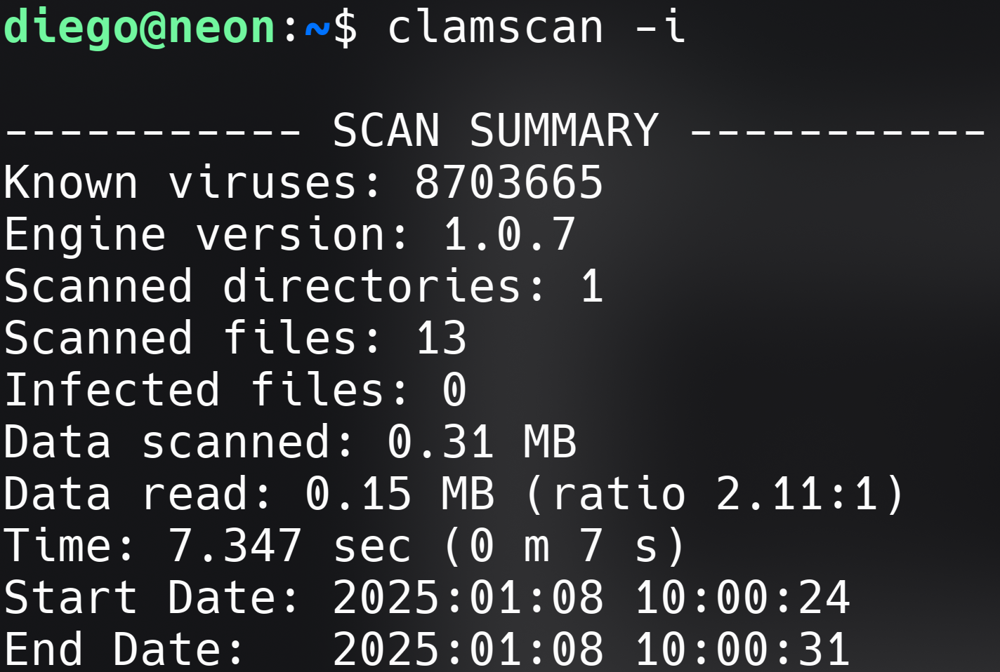 diego@neon:~$ clamscan -i

----------- SCAN SUMMARY -----------
Known viruses: 8703665
Engine version: 1.0.7
Scanned directories: 1
Scanned files: 13
Infected files: 0
Data scanned: 0.31 MB
Data read: 0.15 MB (ratio 2.11:1)
Time: 7.347 sec (0 m 7 s)
Start Date: 2025:01:08 10:00:24
End Date:   2025:01:08 10:00:31